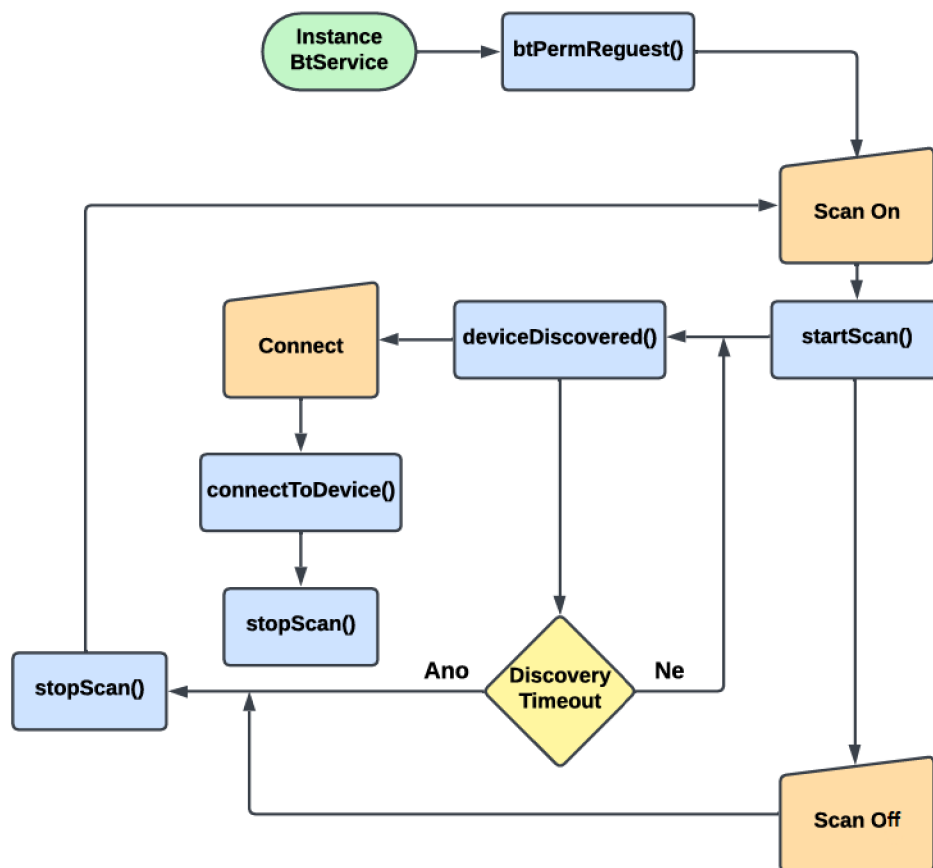 Instance
BtService
btPermReguest()
Scan On
Connect
deviceDiscovered()
startScan()
connectToDevice()
stopScan()
Ano
Discovery
Timeout
Ne
stopScan()
Scan Off